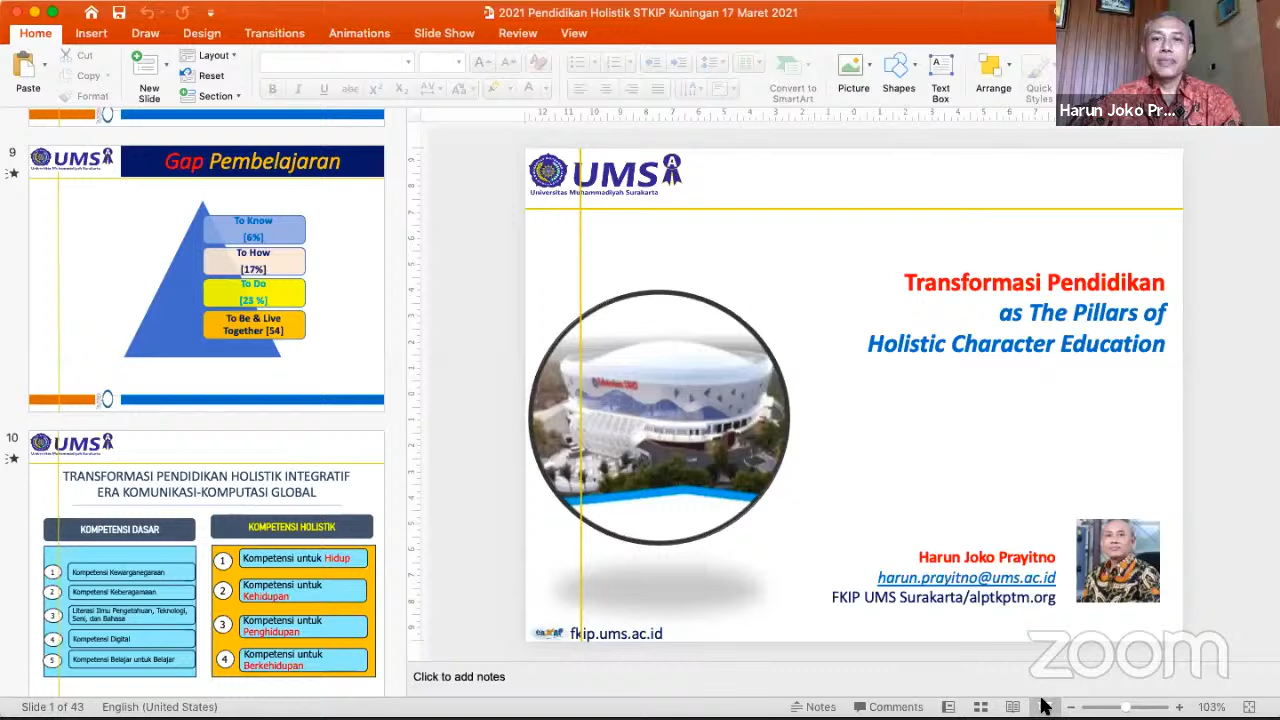 2021 Pendidikan Holistik STKIP Kuningan 17 Maret 2021
Home Insert Draw Design Transitions Animations Slide Show Review View
Paste
Cut
Copy
Format
New
Slide
Layout
Reset
Section
Convert to
SmartArt
Picture
Shapes
Text
Box
Arrange
Quick
Styles
Harun Joko Pr...
9
UMS
Universitas Muhammadiyah Surakarta
Gap Pembelajaran
To Know
[6%]
To How
[17%]
To Do
[23 %]
To Be & Live
Together [54]
10
UMS
Universitas Muhammadiyah Surakarta
TRANSFORMASI PENDIDIKAN HOLISTIK INTEGRATIF
ERA KOMUNIKASI-KOMPUTASI GLOBAL
KOMPETENSI DASAR
1 Kompetensi Kewarganegaraan
2 Kompetensi Keberagamaan
3 Literasi Ilmu Pengetahuan, Teknologi,
Seni, dan Bahasa
4 Kompetensi Digital
5 Kompetensi Belajar untuk Belajar
KOMPETENSI HOLISTIK
1 Kompetensi untuk Hidup
2 Kompetensi untuk
Kehidupan
3 Kompetensi untuk
Penghidupan
4 Kompetensi untuk
Berkehidupan
UMS
Universitas Muhammadiyah Surakarta
Transformasi Pendidikan
as The Pillars of
Holistic Character Education
Harun Joko Prayitno
harun.prayitno@ums.ac.id
FKIP UMS Surakarta/alptkptm.org
fkip.ums.ac.id
zoom
Click to add notes
Slide 1 of 43 English (United States) Notes Comments 103%